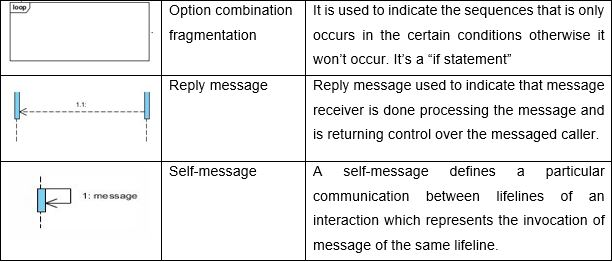 loop
Option combination
fragmentation
It is used to indicate the sequences that is only
occurs in the certain conditions otherwise it
won't occur. It's a “if statement”
1.1:
Reply message
Reply message used to indicate that message
receiver is done processing the message and
is returning control over the messaged caller.
1: message
Self-message
A self-message defines a particular
communication between lifelines of an
interaction which represents the invocation of
message of the same lifeline.